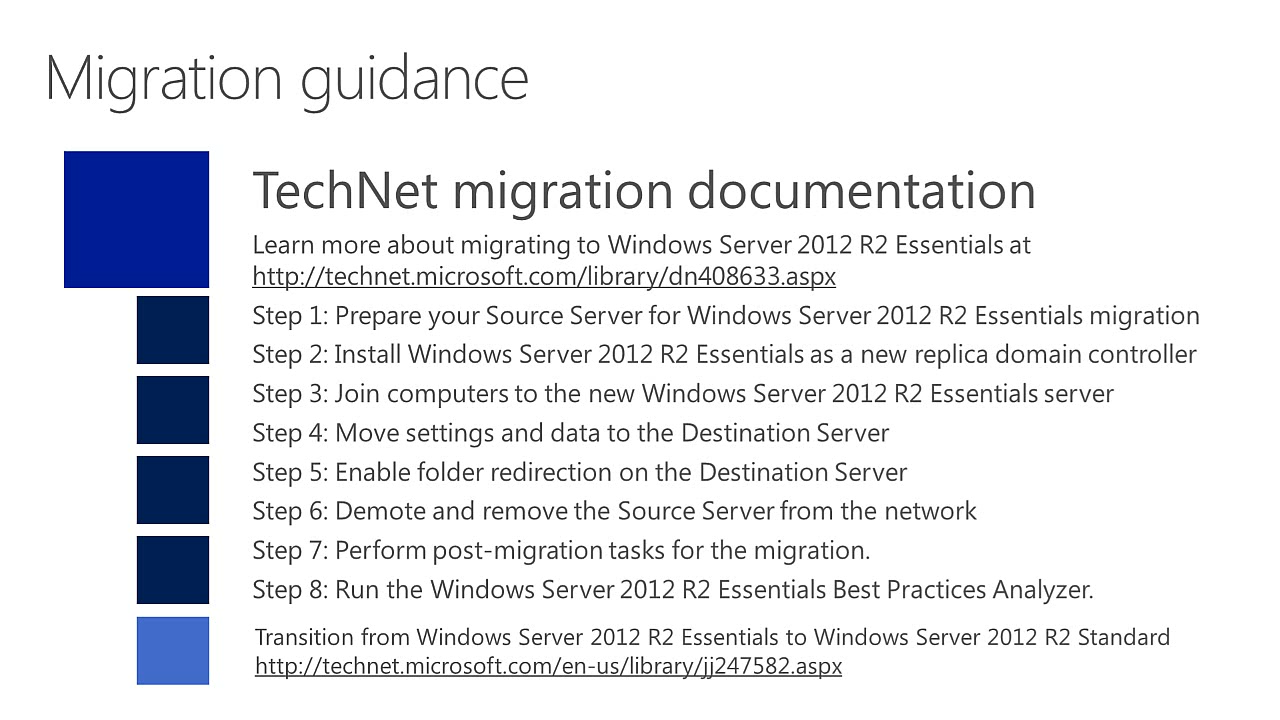 Migration guidance
TechNet migration documentation
Learn more about migrating to Windows Server 2012 R2 Essentials at
http://technet.microsoft.com/library/dn408633.aspx
Step 1: Prepare your Source Server for Windows Server 2012 R2 Essentials migration
Step 2: Install Windows Server 2012 R2 Essentials as a new replica domain controller
Step 3: Join computers to the new Windows Server 2012 R2 Essentials server
Step 4: Move settings and data to the Destination Server
Step 5: Enable folder redirection on the Destination Server
Step 6: Demote and remove the Source Server from the network
Step 7: Perform post-migration tasks for the migration.
Step 8: Run the Windows Server 2012 R2 Essentials Best Practices Analyzer.
Transition from Windows Server 2012 R2 Essentials to Windows Server 2012 R2 Standard
http://technet.microsoft.com/en-us/library/jj247582.aspx